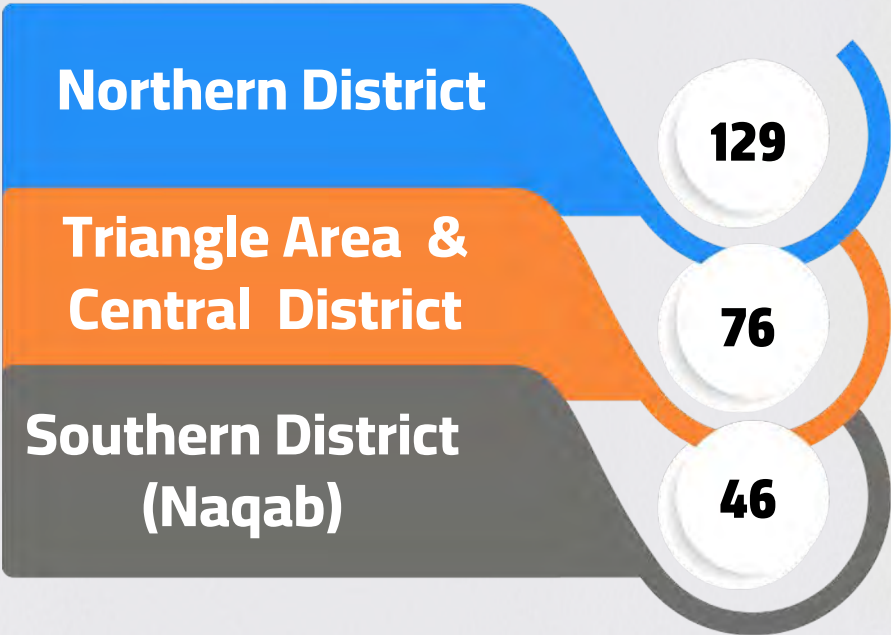 Northern District
129
Triangle Area & 
Central District
76
Southern District
(Naqab)
46